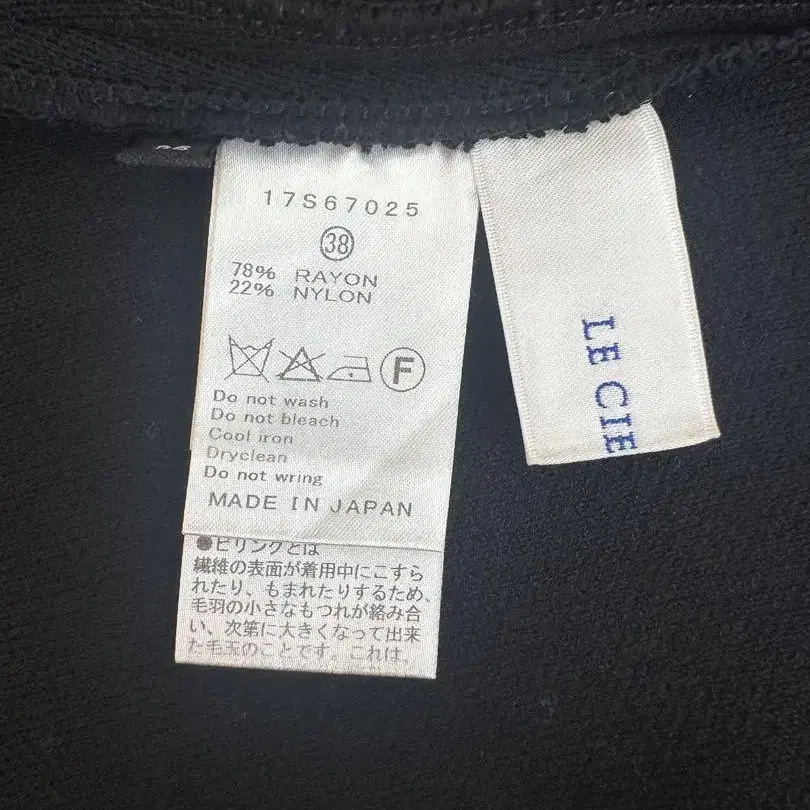 17S67025
38
78% RAYON
22% NYLON
F
Do not wash
Do not bleach
Cool iron
Dryclean
Do not wring
MADE IN JAPAN
●ピリングとは
繊維の表面が着用中にこすら
れたり、もまれたりするため、
毛羽の小さなもつれが絡み合
い、次第に大きくなって出来
た毛玉のことです。これは、
LE CIE